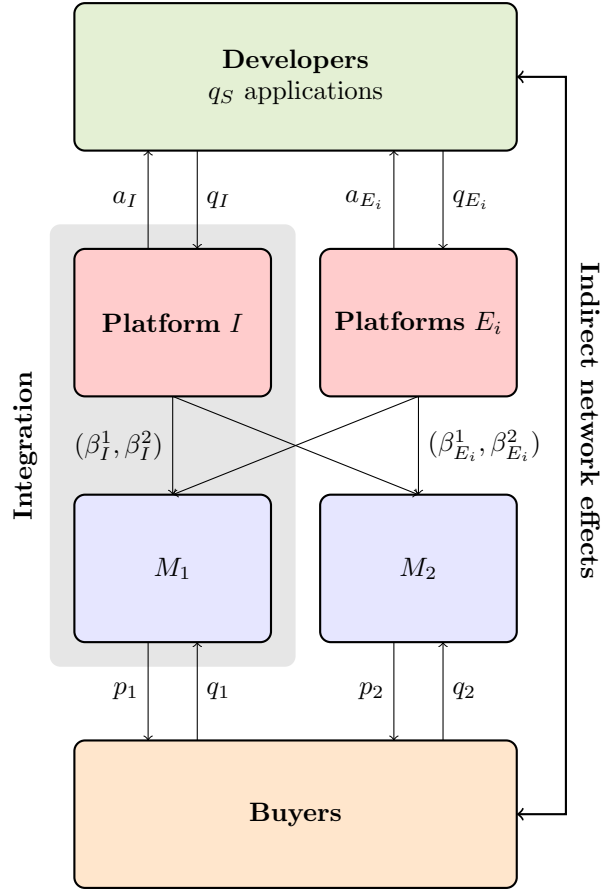 Developers
q_S applications
a_I
q_I
a_{E_i}
q_{E_i}
Platform I
Platforms E_i
Integration
Indirect network effects
(β_I^1, β_I^2)
(β_{E_i}^1, β_{E_i}^2)
M_1
M_2
p_1
q_1
p_2
q_2
Buyers